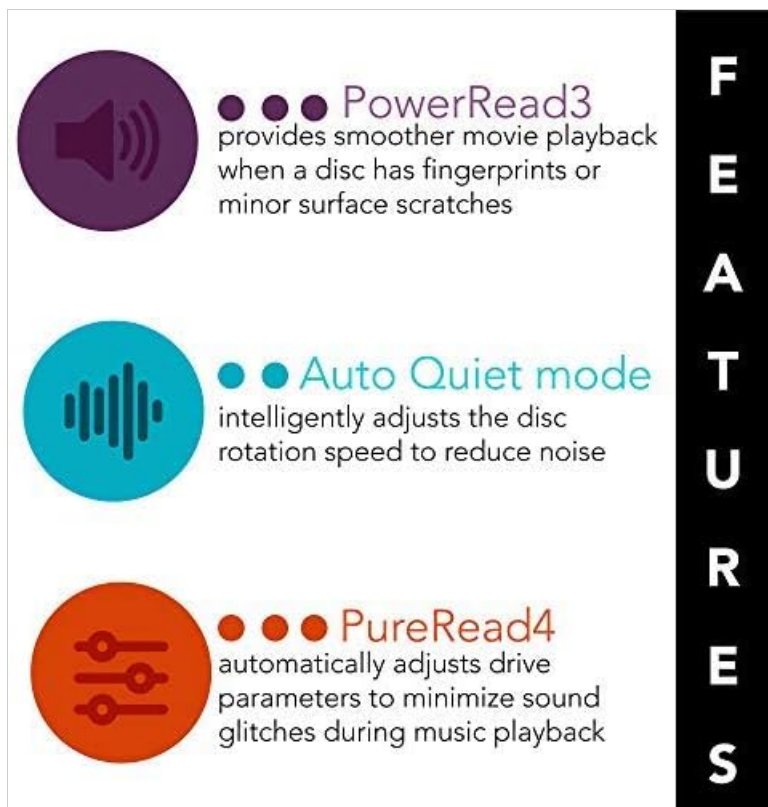 PowerRead3
provides smoother movie playback
when a disc has fingerprints or
minor surface scratches
Auto Quiet mode
intelligently adjusts the disc
rotation speed to reduce noise
PureRead4
automatically adjusts drive
parameters to minimize sound
glitches during music playback
FEATURES